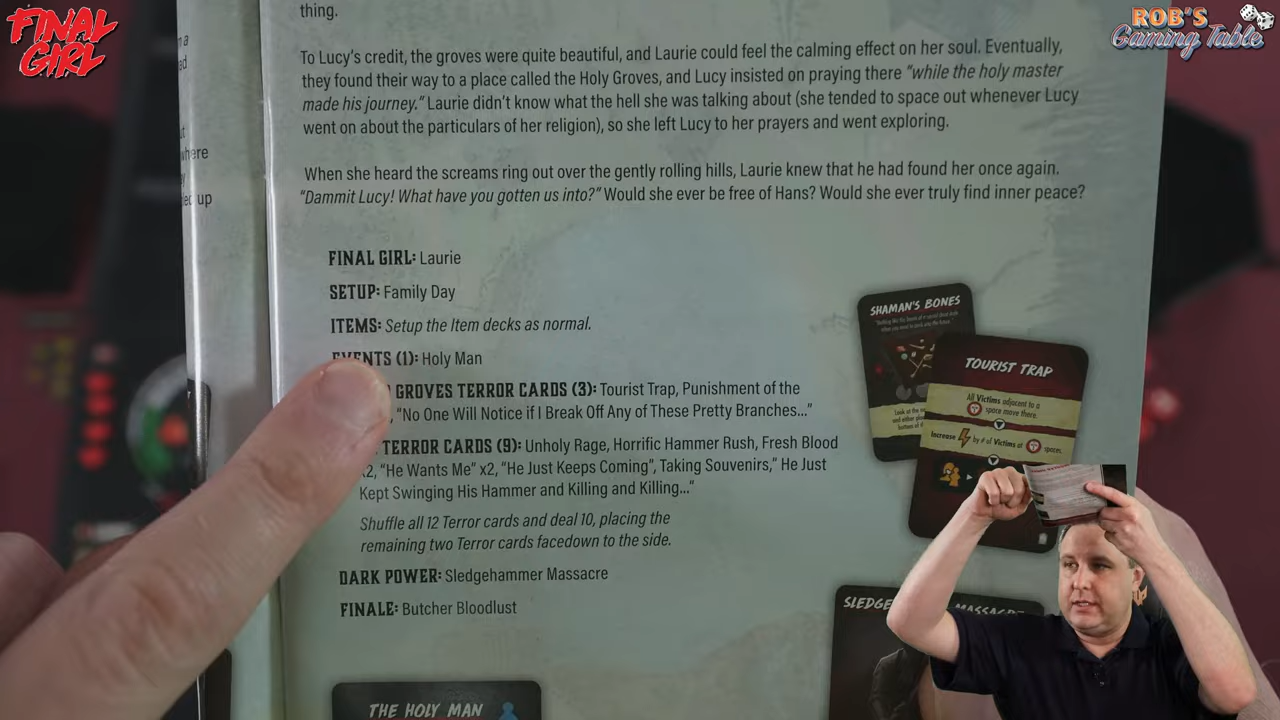 FINAL
GIRL
ROB'S
Gaming Table
thing.
To Lucy's credit, the groves were quite beautiful, and Laurie could feel the calming effect on her soul. Eventually,
they found their way to a place called the Holy Groves, and Lucy insisted on praying there "while the holy master
made his journey." Laurie didn't know what the hell she was talking about (she tended to space out whenever Lucy
went on about the particulars of her religion), so she left Lucy to her prayers and went exploring.
where
up
When she heard the screams ring out over the gently rolling hills, Laurie knew that he had found her once again.
"Dammit Lucy! What have you gotten us into?" Would she ever be free of Hans? Would she ever truly find inner peace?
FINAL GIRL: Laurie
SETUP: Family Day
ITEMS: Setup the Item decks as normal.
EVENTS (1): Holy Man
GROVES TERROR CARDS (3): Tourist Trap, Punishment of the
"No One Will Notice if I Break Off Any of These Pretty Branches..."
TERROR CARDS (9): Unholy Rage, Horrific Hammer Rush, Fresh Blood
x2, "He Wants Me" x2, "He Just Keeps Coming", Taking Souvenirs," He Just
Kept Swinging His Hammer and Killing and Killing..."
Shuffle all 12 Terror cards and deal 10, placing the
remaining two Terror cards facedown to the side.
DARK POWER: Sledgehammer Massacre
FINALE: Butcher Bloodlust
SHAMAN'S BONES
Look at the
TOURIST TRAP
All Victims adjacent to a
space move there.
Increase by # of Victims at spaces.
SLEDGE MASSACRE
THE HOLY MAN